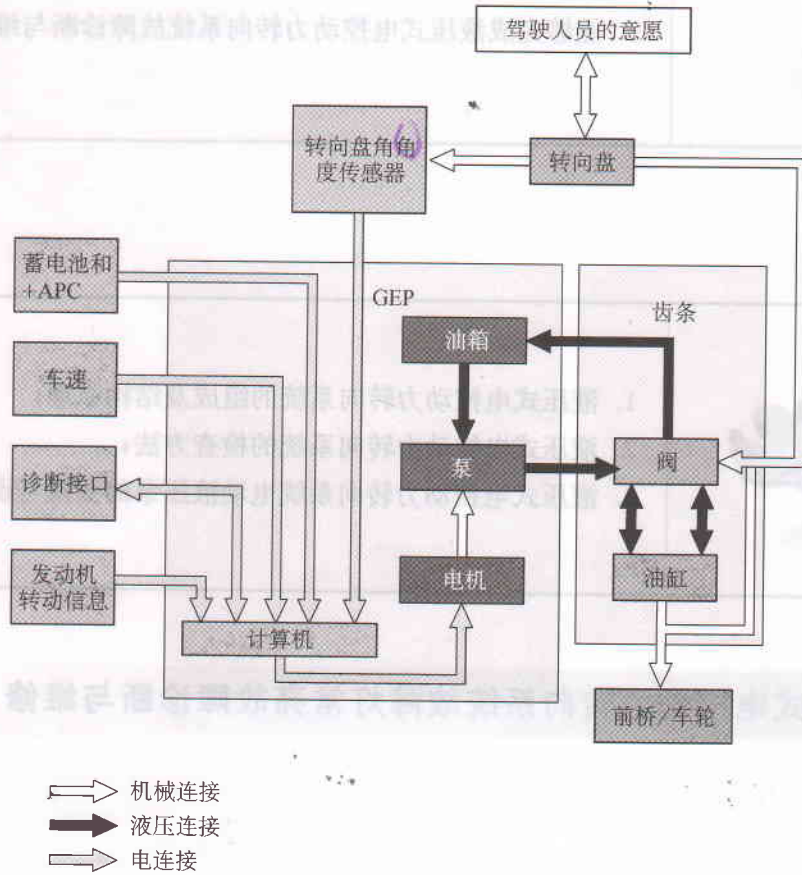 驾驶人员的意愿
转向盘角角
度传感器
转向盘
蓄电池和
+APC
GEP
齿条
油箱
车速
泵
阀
诊断接口
电机
油缸
发动机
转动信息
计算机
前桥/车轮
机械连接
液压连接
电连接